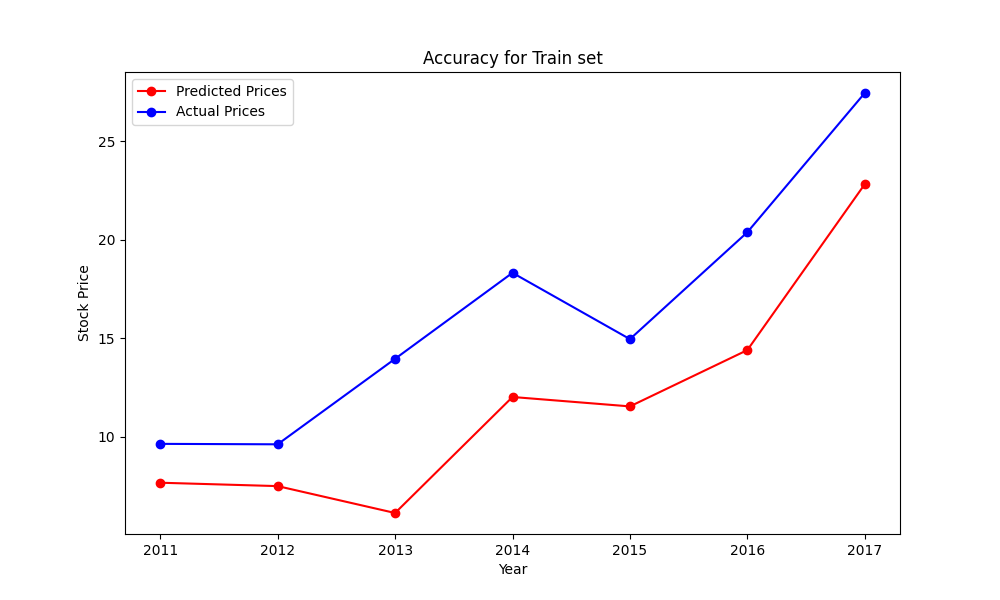 Accuracy for Train set
Predicted Prices
Actual Prices
25
20
15
10
Stock Price
2011 2012 2013 2014 2015 2016 2017
Year